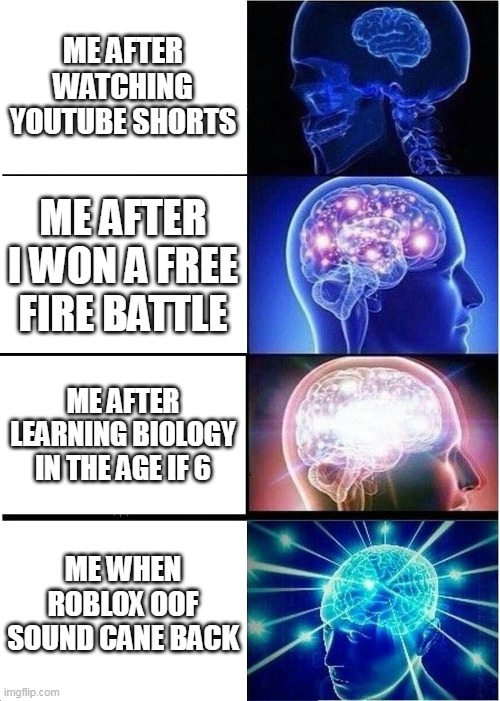 ME AFTER
WATCHING
YOUTUBE SHORTS
ME AFTER
I WON A FREE
FIRE BATTLE
ME AFTER
LEARNING BIOLOGY
IN THE AGE IF 6
ME WHEN
ROBLOX OOF
SOUND CANE BACK
imgflip.com